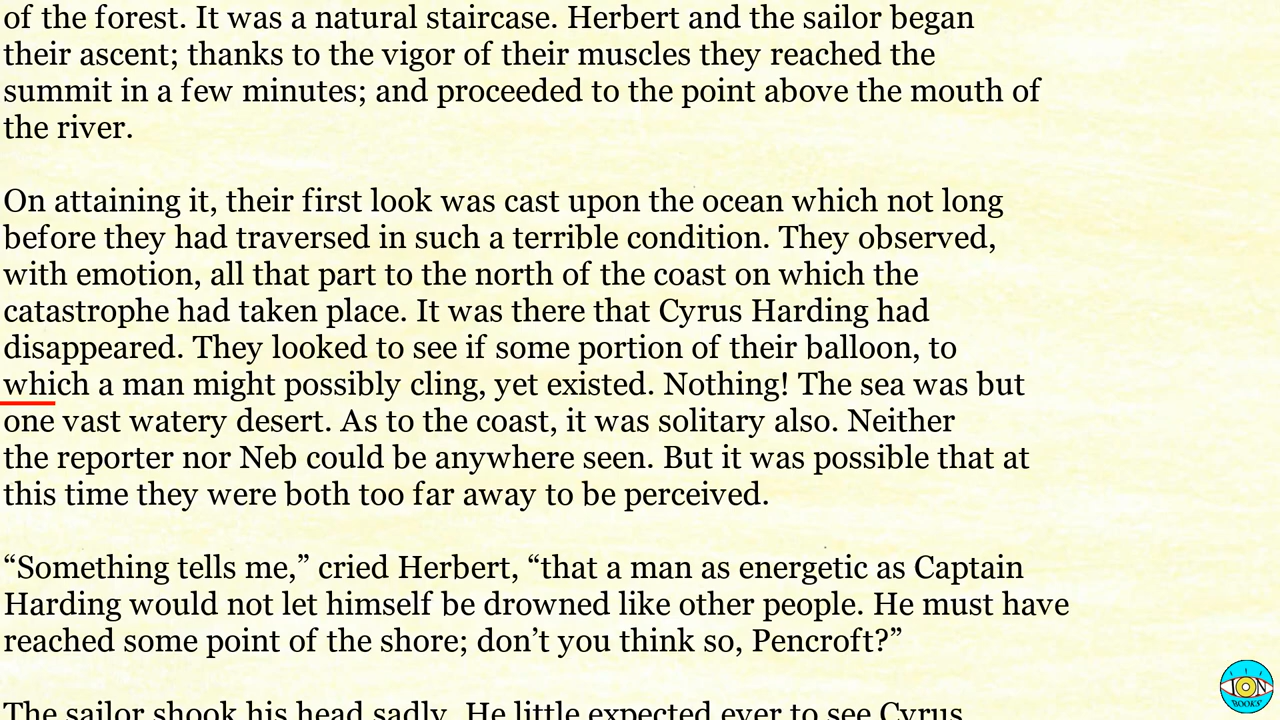 of the forest. It was a natural staircase. Herbert and the sailor began
their ascent; thanks to the vigor of their muscles they reached the
summit in a few minutes; and proceeded to the point above the mouth of
the river.
On attaining it, their first look was cast upon the ocean which not long
before they had traversed in such a terrible condition. They observed,
with emotion, all that part to the north of the coast on which the
catastrophe had taken place. It was there that Cyrus Harding had
disappeared. They looked to see if some portion of their balloon, to
which a man might possibly cling, yet existed. Nothing! The sea was but
one vast watery desert. As to the coast, it was solitary also. Neither
the reporter nor Neb could be anywhere seen. But it was possible that at
this time they were both too far away to be perceived.
“Something tells me,” cried Herbert, “that a man as energetic as Captain
Harding would not let himself be drowned like other people. He must have
reached some point of the shore; don’t you think so, Pencroft?”
The sailor shook his head sadly. He little expected ever to see Cyrus
ION
BOOKS